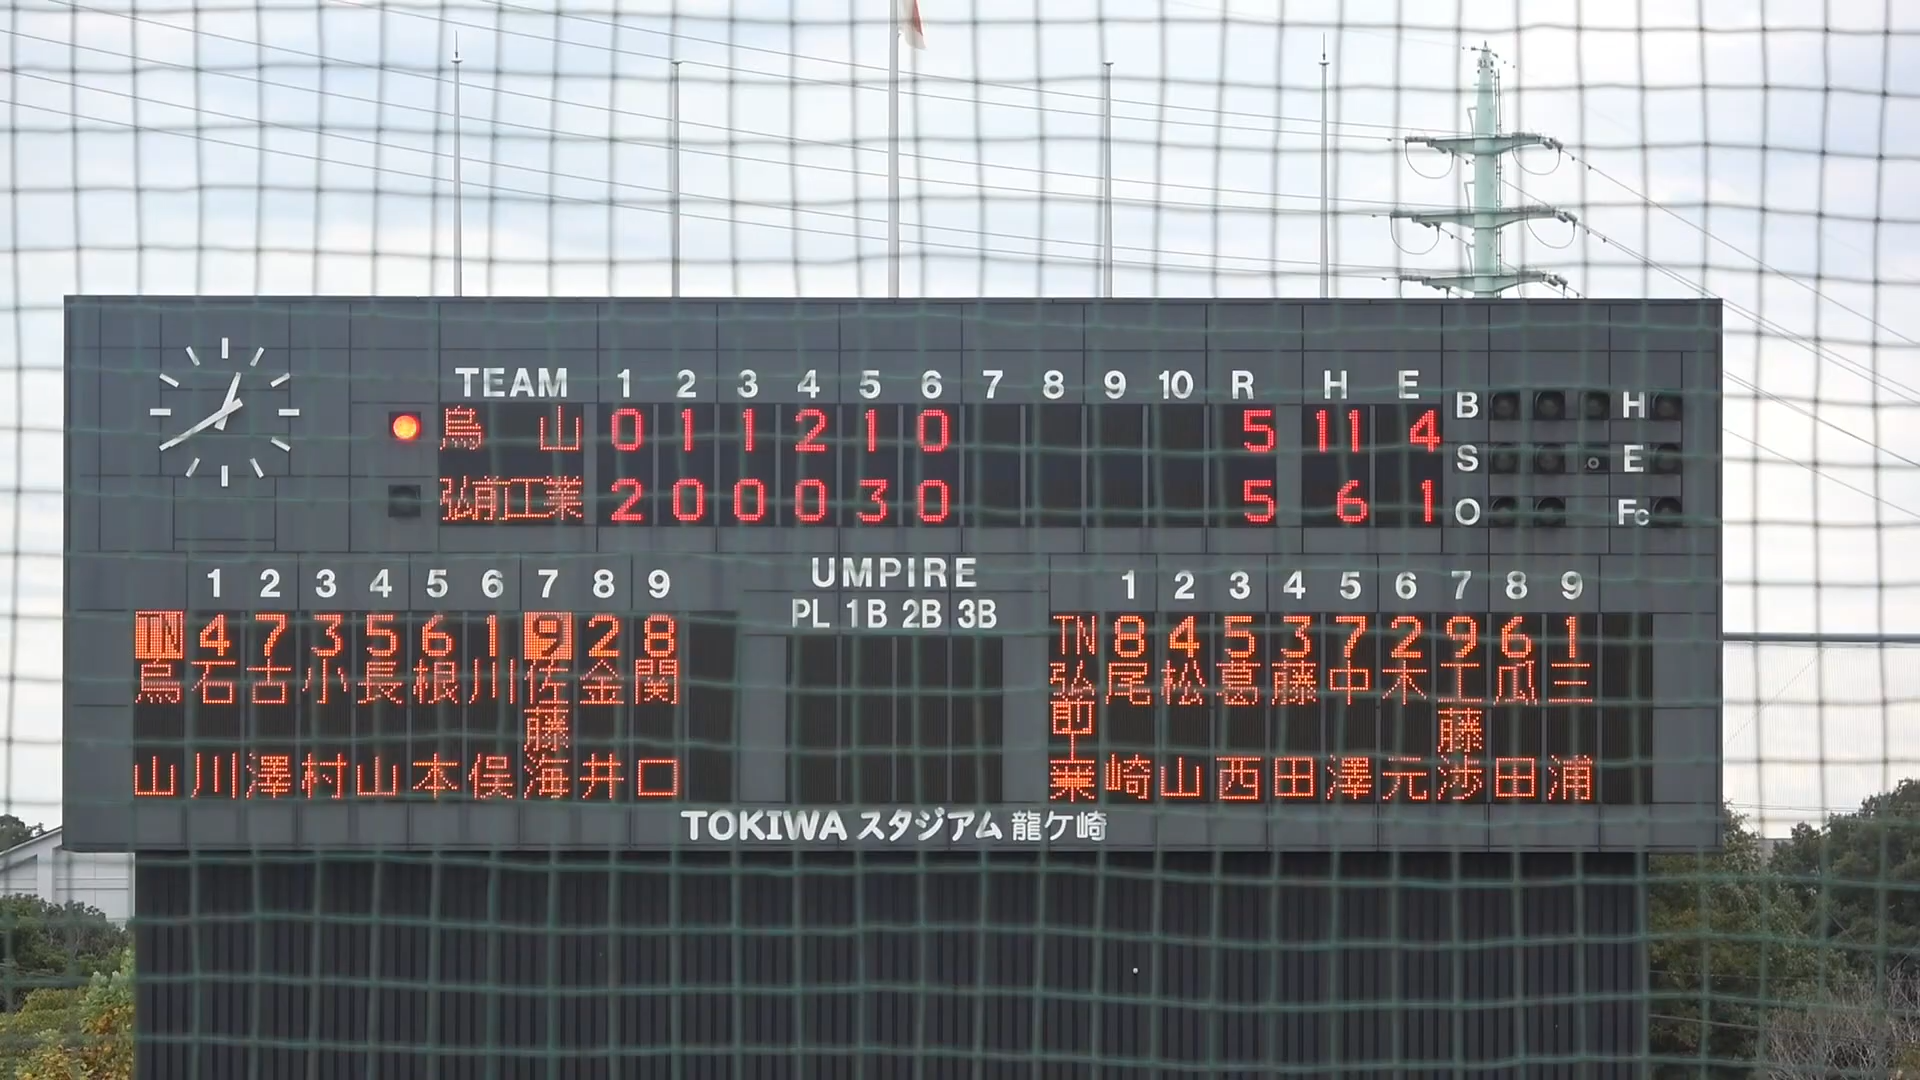 TEAM 1 2 3 4 5 6 7 8 9 10 R H E
烏山 0 1 1 2 1 0 5 11 4
弘前工業 2 0 0 0 3 0 5 6 1
B H
S E
O Fc
1 2 3 4 5 6 7 8 9
TN 4 7 3 5 6 1 9 2 8
烏山 石川 古澤 小村 長山 根本 川俣 佐藤海 金井 関口
UMPIRE
PL 1B 2B 3B
1 2 3 4 5 6 7 8 9
TN 8 4 5 3 7 2 9 6 1
弘前工業 尾崎 松山 葛西 藤田 中澤 木元 工藤渉 瓜田 三浦
TOKIWA スタジアム 龍ケ崎